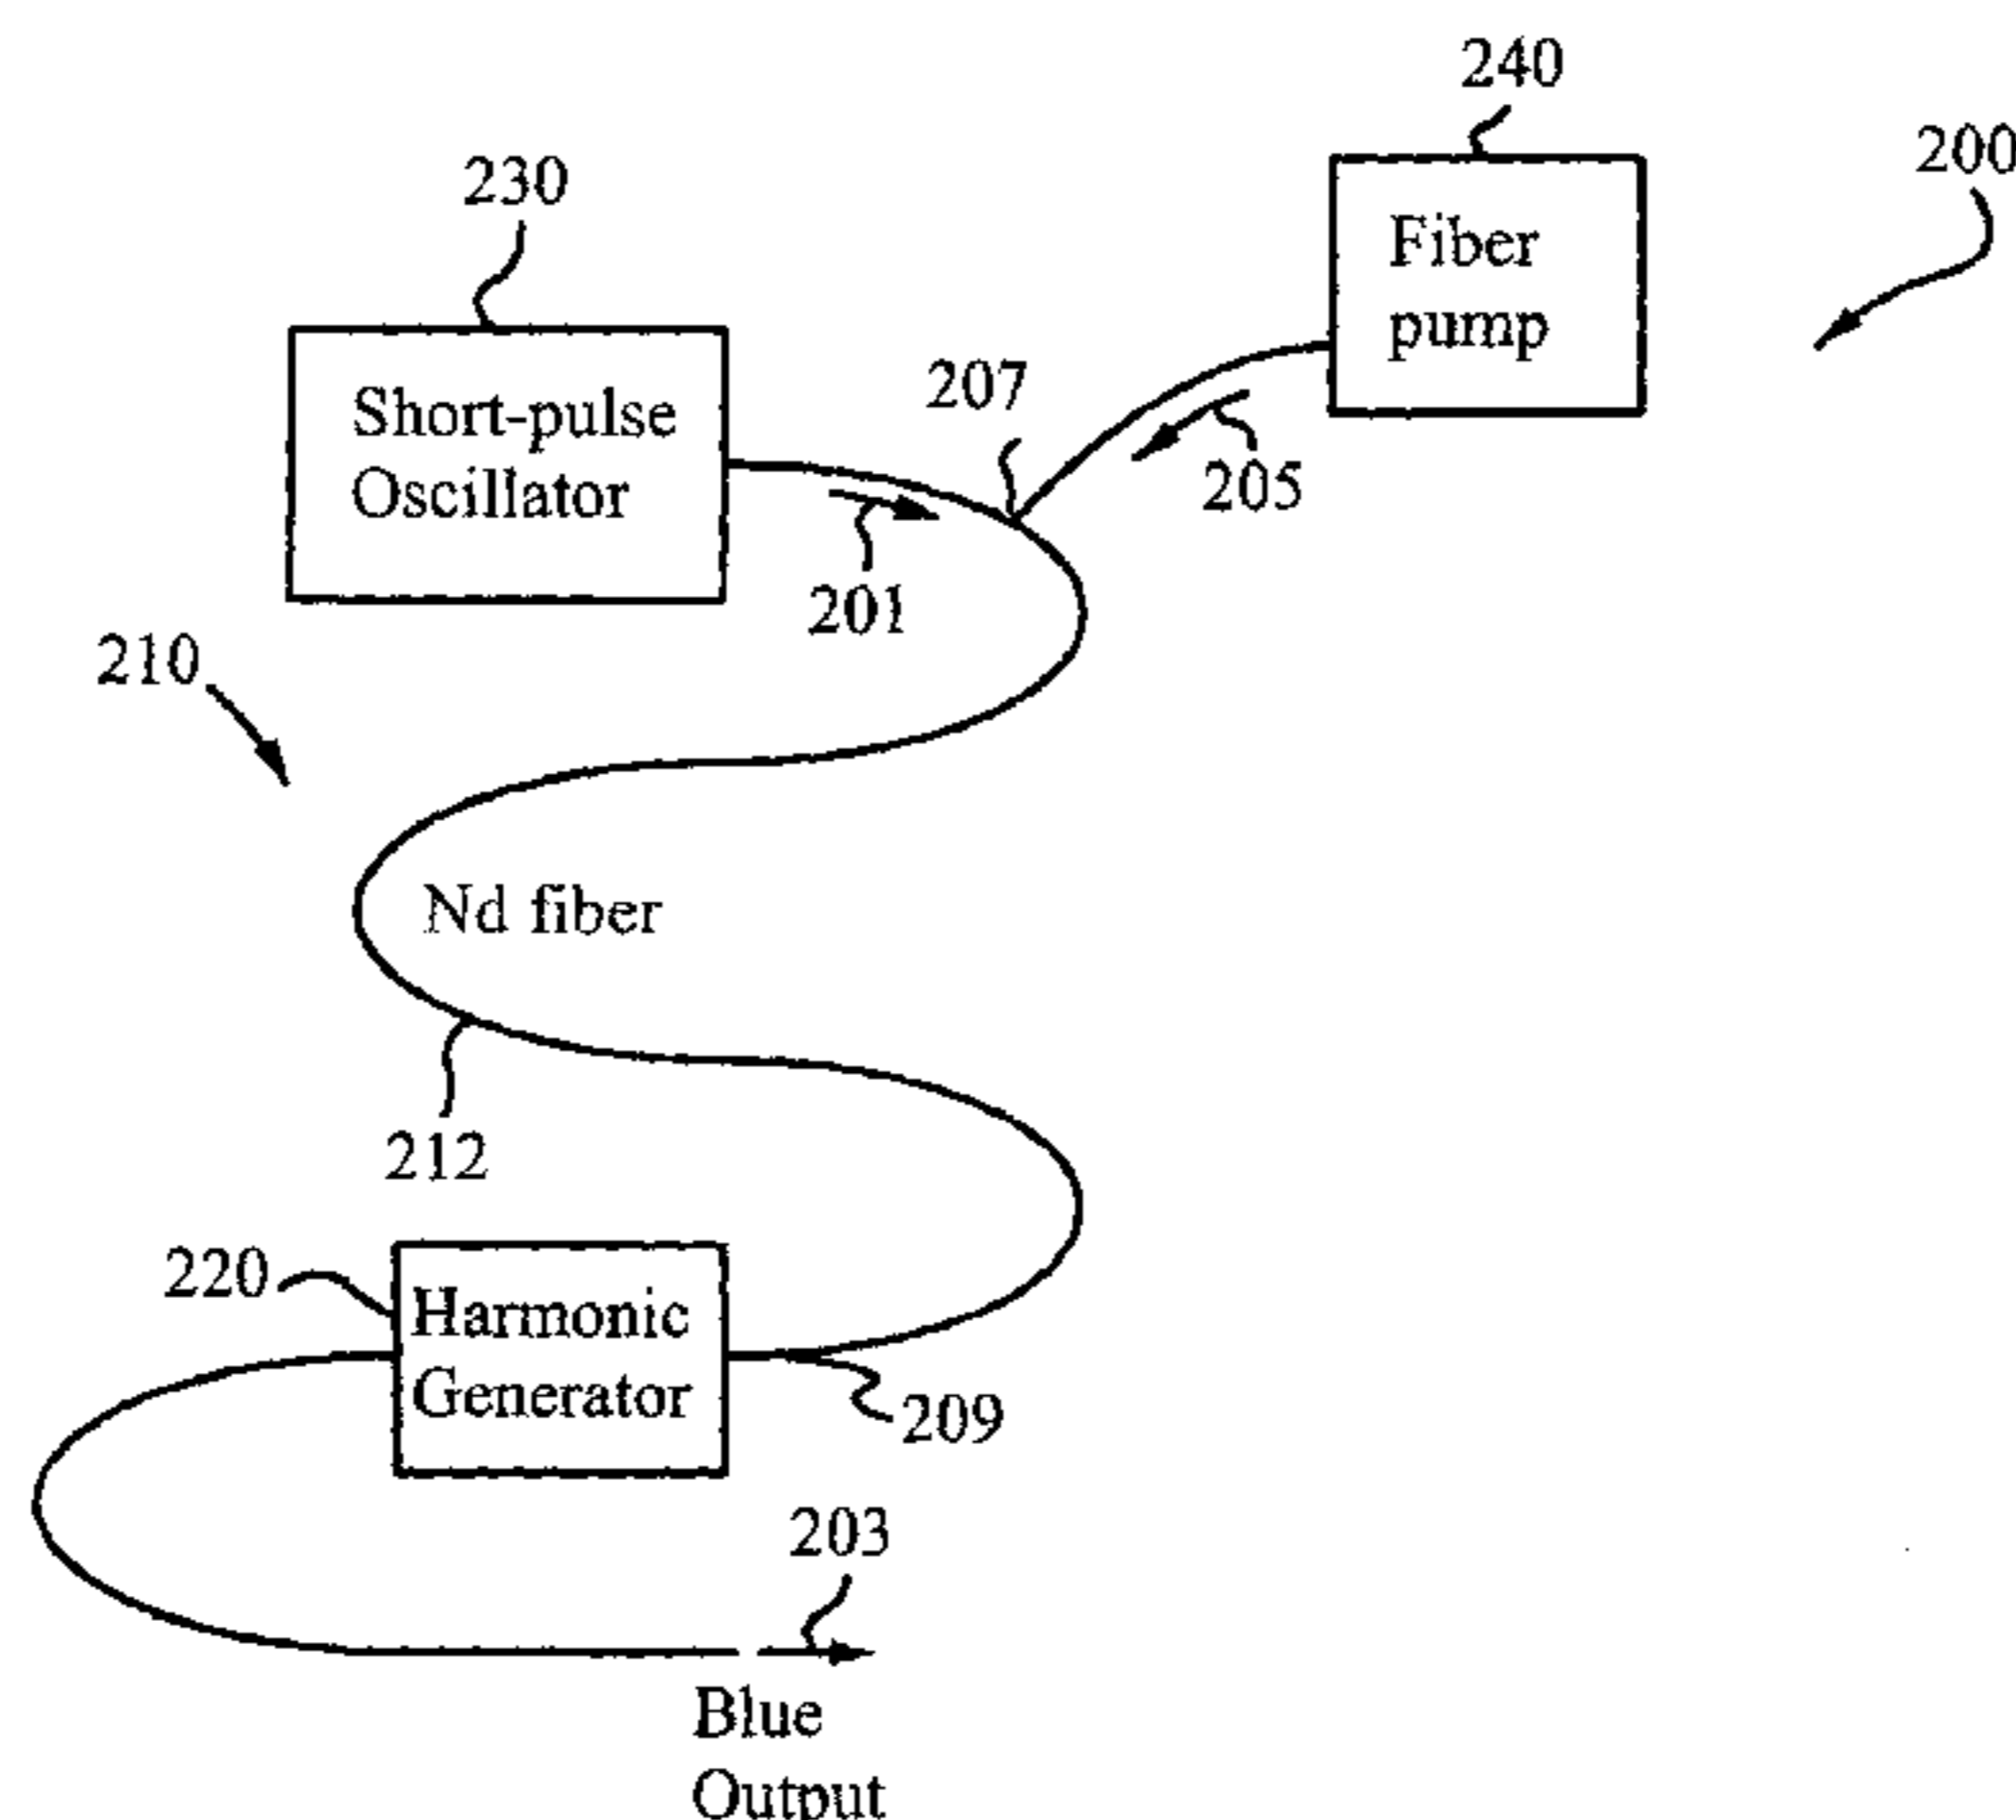 240
200
230
Fiber
pump
207
Short-pulse
Oscillator
205
201
210
Nd fiber
212
220
Harmonic
Generator
209
203
Blue
Output